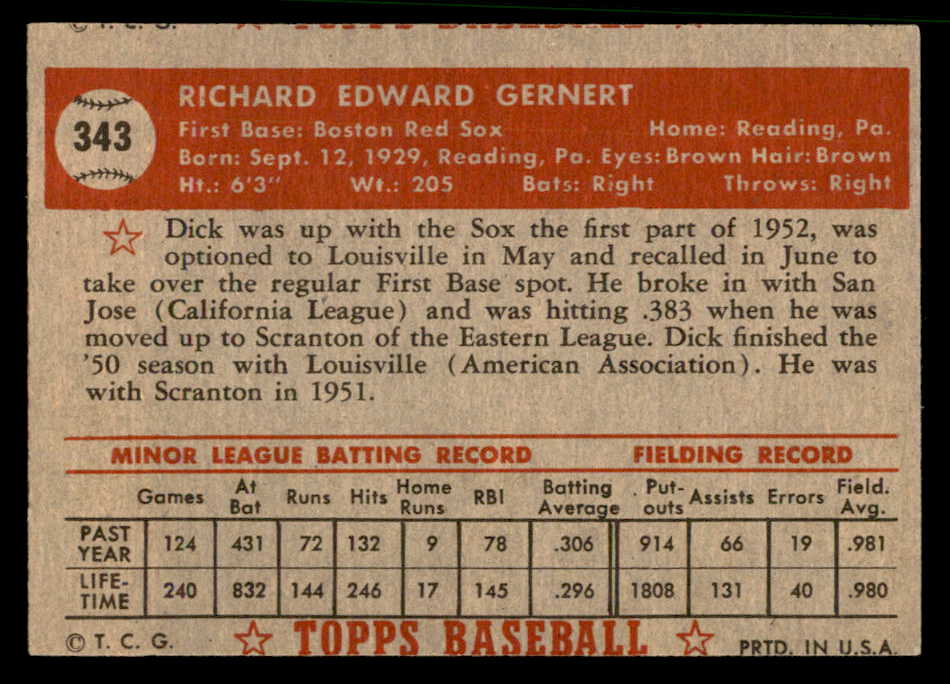 © T. C. G. ☆ TOPPS BASEBALL ☆
343
RICHARD EDWARD GERNERT
First Base: Boston Red Sox Home: Reading, Pa.
Born: Sept. 12, 1929, Reading, Pa. Eyes: Brown Hair: Brown
Ht.: 6'3" Wt.: 205 Bats: Right Throws: Right
☆ Dick was up with the Sox the first part of 1952, was
optioned to Louisville in May and recalled in June to
take over the regular First Base spot. He broke in with San
Jose (California League) and was hitting .383 when he was
moved up to Scranton of the Eastern League. Dick finished the
'50 season with Louisville (American Association). He was
with Scranton in 1951.
MINOR LEAGUE BATTING RECORD FIELDING RECORD
Games At Bat Runs Hits Home Runs RBI Batting Average Put-outs Assists Errors Field. Avg.
PAST YEAR 124 431 72 132 9 78 .306 914 66 19 .981
LIFE-TIME 240 832 144 246 17 145 .296 1808 131 40 .980
© T. C. G. ☆ TOPPS BASEBALL ☆ PRTD. IN U.S.A.